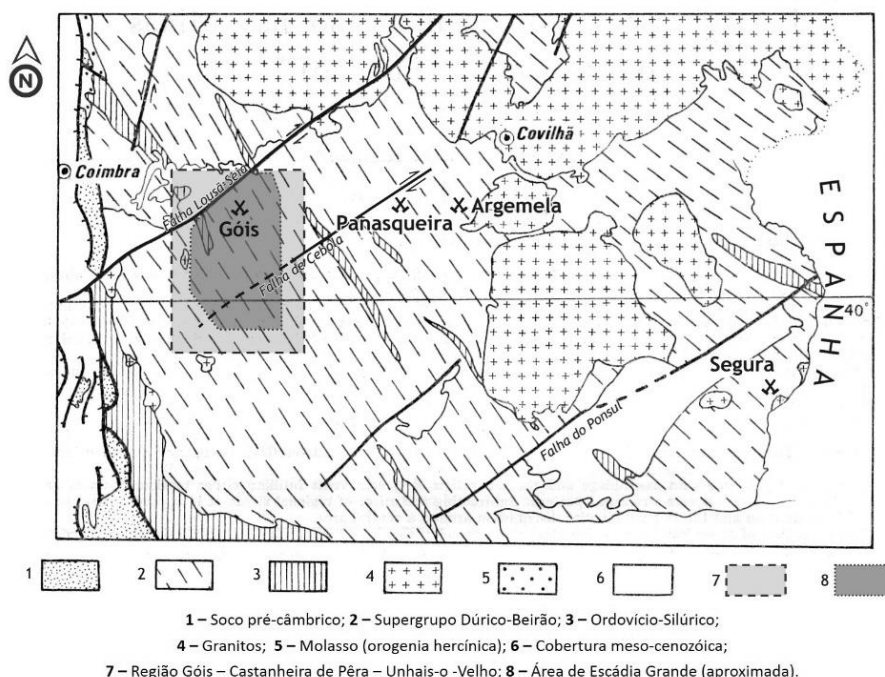 N
Coimbra
Covilhã
Falha Lousã-Seia
Góis
Panasqueira
Argemela
Falha de Cebola
ESPANHA
40°
Segura
Falha do Ponsul
1 2 3 4 5 6 7 8
1 – Soco pré-câmbrico; 2 – Supergrupo Dúrico-Beirão; 3 – Ordovício-Silúrico;
4 – Granitos; 5 – Molasso (orogenia hercínica); 6 – Cobertura meso-cenozóica;
7 – Região Góis – Castanheira de Pêra – Unhais-o -Velho; 8 – Área de Escádia Grande (aproximada).